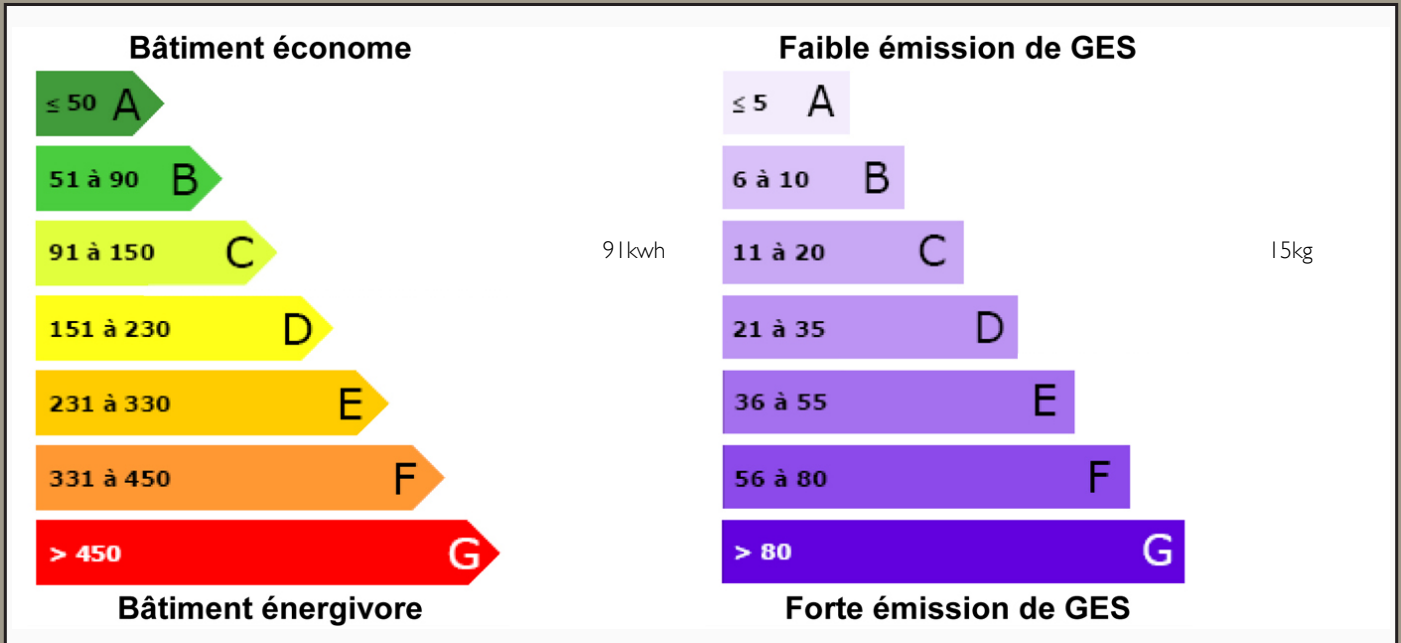 Bâtiment économe
≤ 50 A
51 à 90 B
91 à 150 C
91kwh
151 à 230 D
231 à 330 E
331 à 450 F
> 450 G
Bâtiment énergivore
Faible émission de GES
≤ 5 A
6 à 10 B
11 à 20 C
15kg
21 à 35 D
36 à 55 E
56 à 80 F
> 80 G
Forte émission de GES